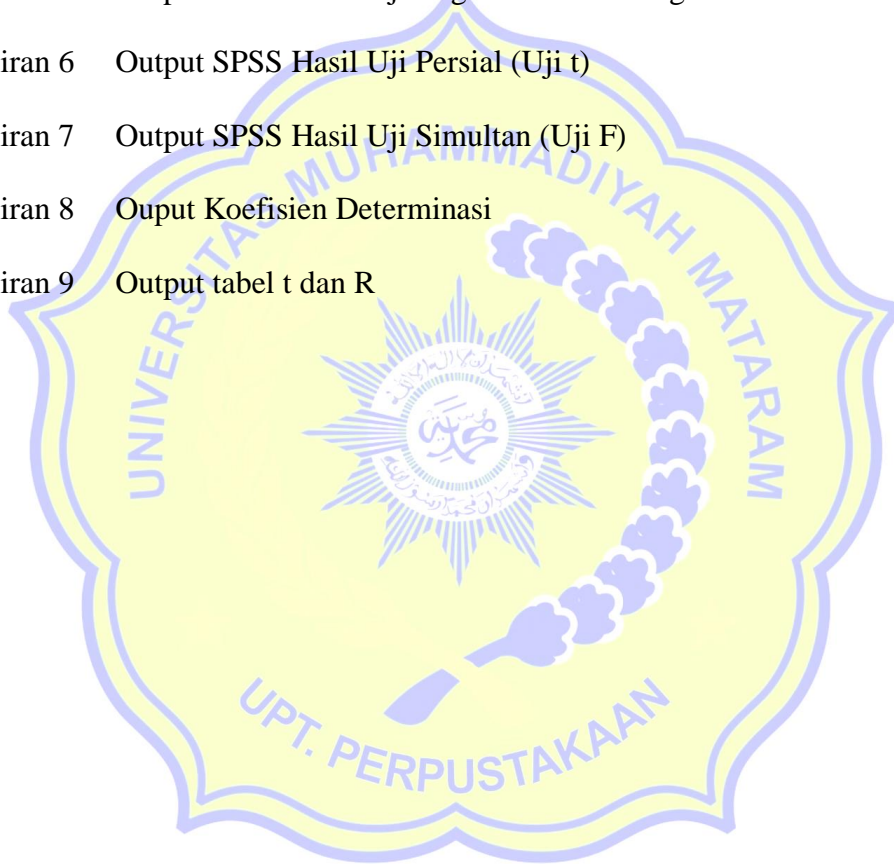 iran 6 Output SPSS Hasil Uji Persial (Uji t)
iran 7 Output SPSS Hasil Uji Simultan (Uji F)
iran 8 Ouput Koefisien Determinasi
iran 9 Output tabel t dan R
UNIVERSITAS MUHAMMADIYAH MATARAM
UPT. PERPUSTAKAAN